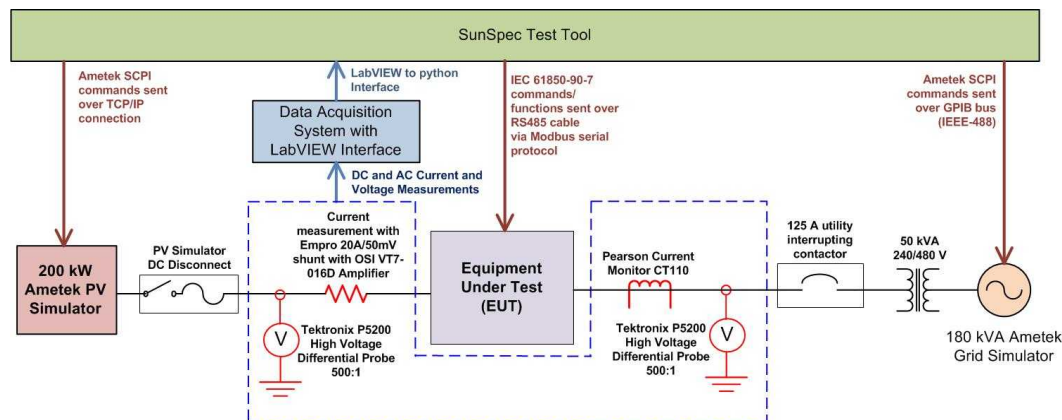 SunSpec Test Tool
Ametek SCPI
commands sent
over TCP/IP
connection
LabVIEW to python
Interface
Data Acquisition
System with
LabVIEW Interface
DC and AC Current and
Voltage Measurements
IEC 61850-90-7
commands/
functions sent over
RS485 cable
via Modbus serial
protocol
Ametek SCPI
commands sent
over GPIB bus
(IEEE-488)
200 kW
Ametek PV
Simulator
PV Simulator
DC Disconnect
Current
measurement with
Empro 20A/50mV
shunt with OSI VT7-
016D Amplifier
V
Tektronix P5200
High Voltage
Differential Probe
500:1
Equipment
Under Test
(EUT)
Pearson Current
Monitor CT110
Tektronix P5200
High Voltage
Differential Probe
500:1
V
125 A utility
interrupting
contactor
50 kVA
240/480 V
180 kVA Ametek
Grid Simulator